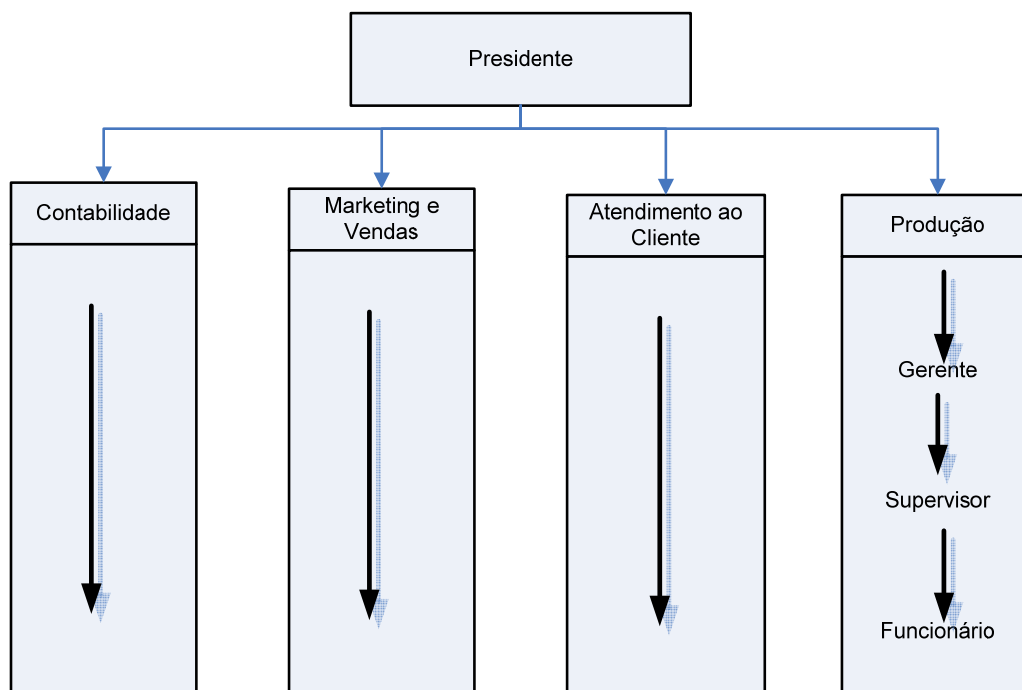 Presidente
Contabilidade
Marketing e
Vendas
Atendimento ao
Cliente
Produção
Gerente
Supervisor
Funcionário